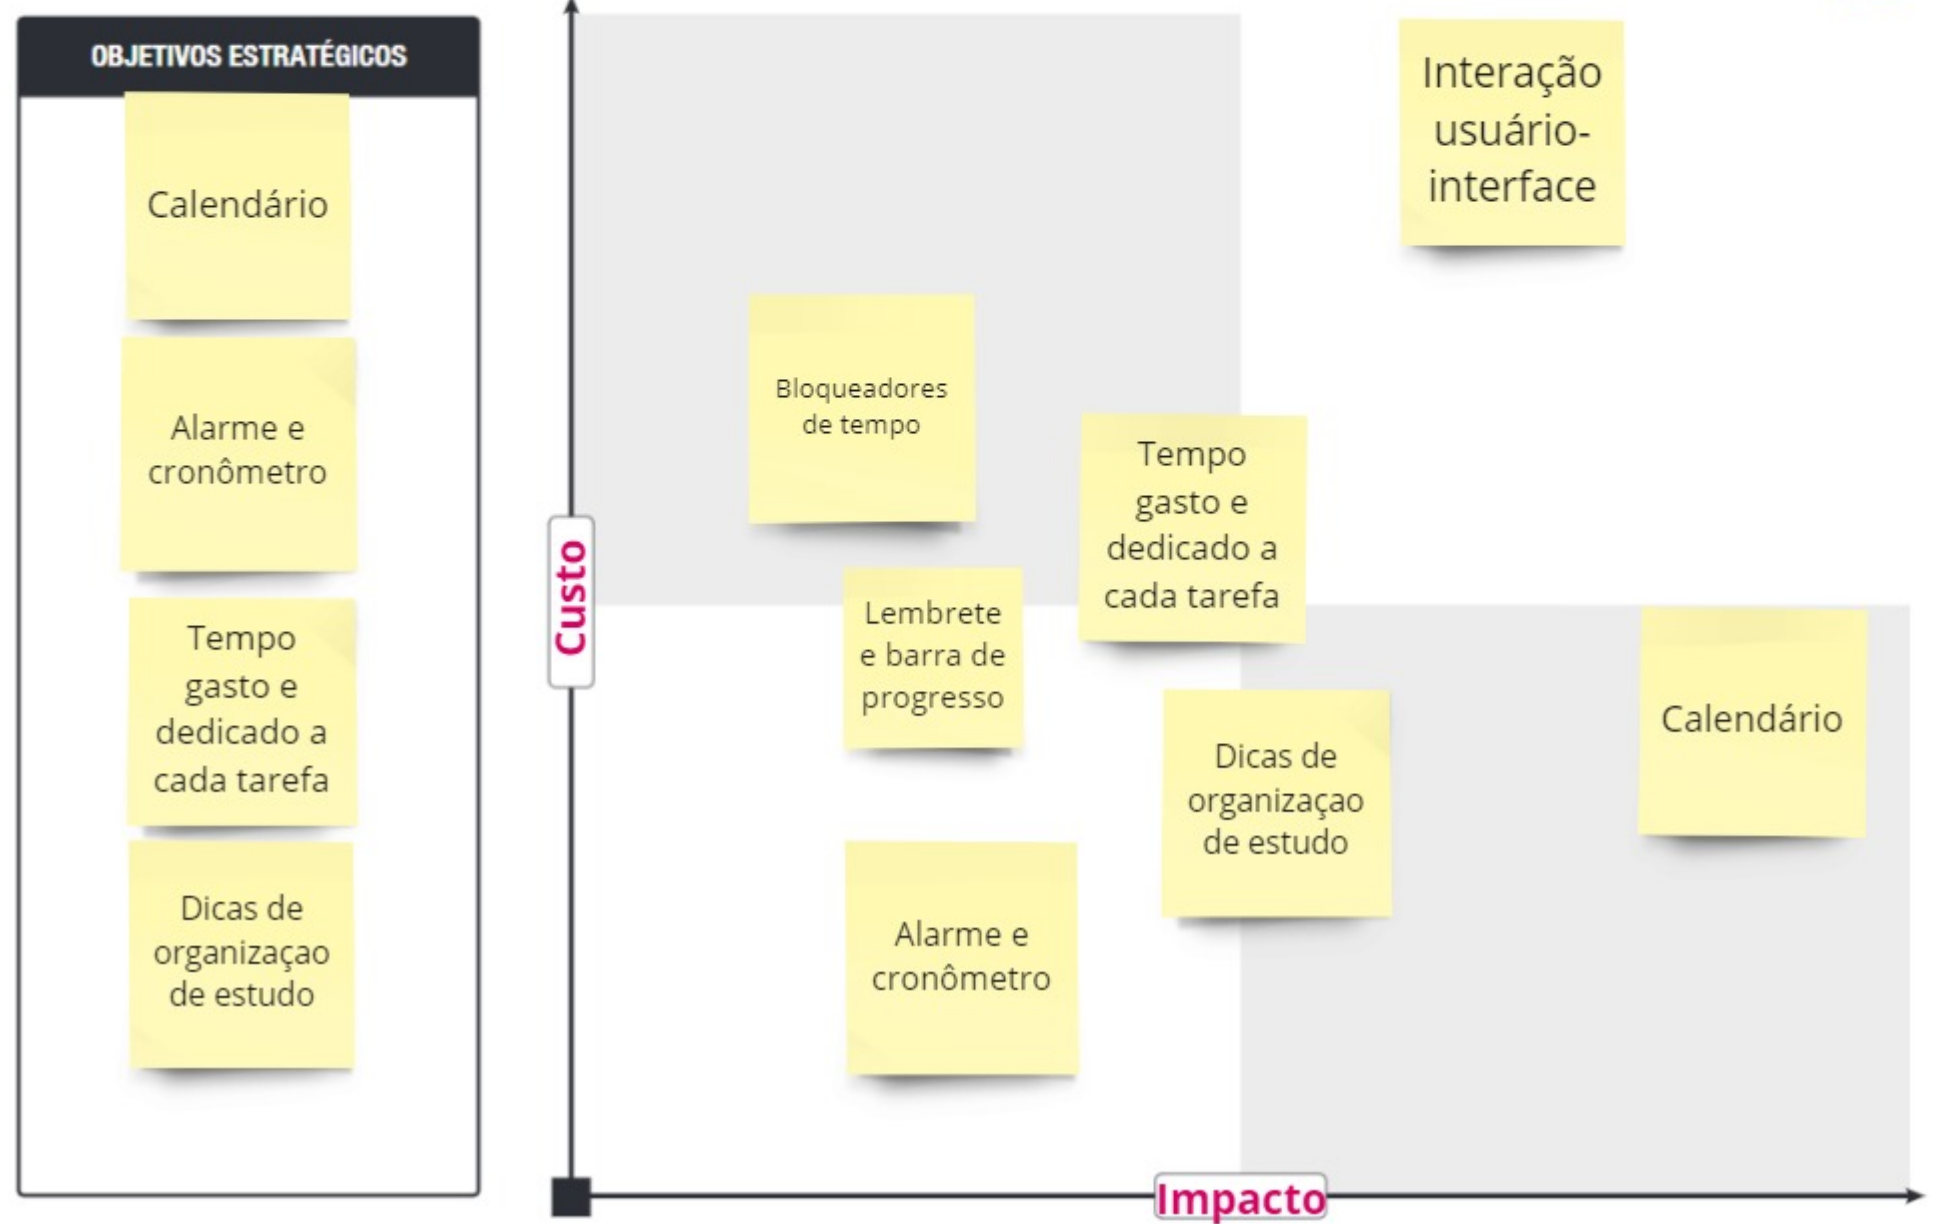 OBJETIVOS ESTRATÉGICOS
Calendário
Alarme e
cronômetro
Tempo
gasto e
dedicado a
cada tarefa
Dicas de
organizaçao
de estudo
Custo
Interação
usuário-
interface
Bloqueadores
de tempo
Tempo
gasto e
dedicado a
cada tarefa
Lembrete
e barra de
progresso
Dicas de
organizaçao
de estudo
Calendário
Alarme e
cronômetro
Impacto